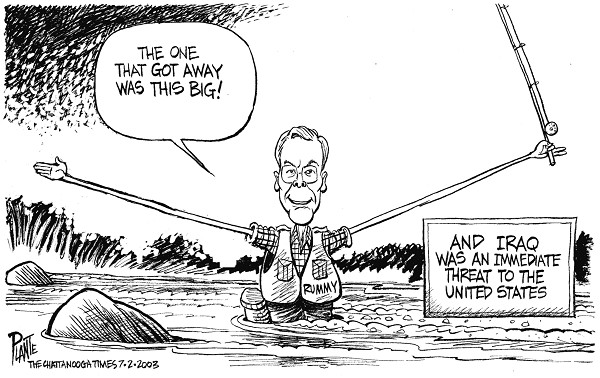 THE ONE
THAT GOT AWAY
WAS THIS BIG!
RUMMY
AND IRAQ
WAS AN IMMEDIATE
THREAT TO THE
UNITED STATES
PLANTE
THE CHATTANOOGA TIMES 7•2•2003